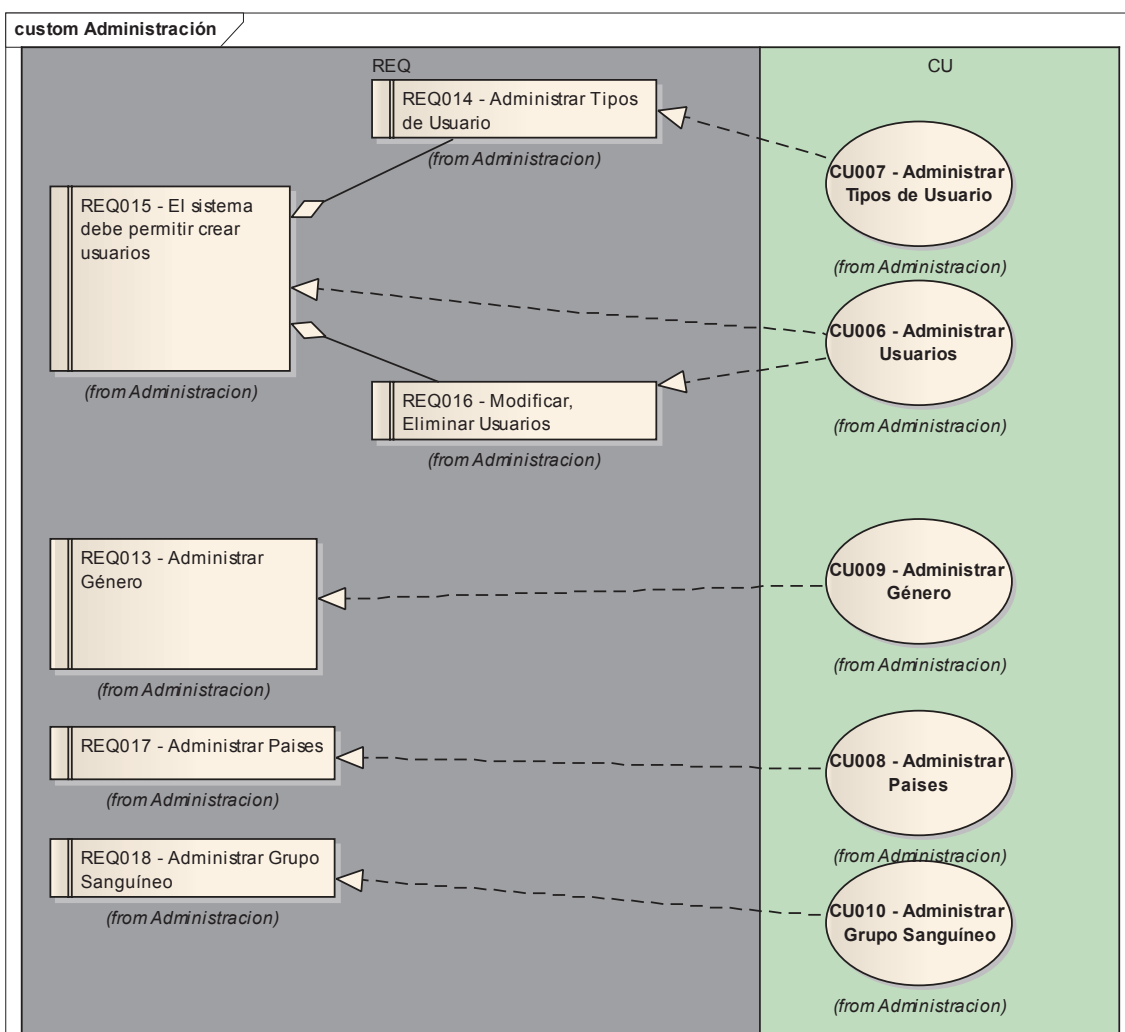 custom Administración
REQ
CU
REQ014 - Administrar Tipos
de Usuario
(from Administracion)
CU007 - Administrar
Tipos de Usuario
(from Administracion)
REQ015 - El sistema
debe permitir crear
usuarios
(from Administracion)
CU006 - Administrar
Usuarios
(from Administracion)
REQ016 - Modificar,
Eliminar Usuarios
(from Administracion)
REQ013 - Administrar
Género
(from Administracion)
CU009 - Administrar
Género
(from Administracion)
REQ017 - Administrar Paises
(from Administracion)
CU008 - Administrar
Paises
(from Administracion)
REQ018 - Administrar Grupo
Sanguíneo
(from Administracion)
CU010 - Administrar
Grupo Sanguíneo
(from Administracion)